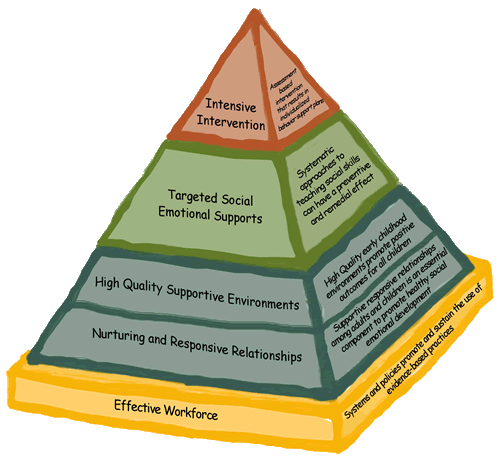 Intensive
Intervention
Assessment
based
intervention
that results in
individualized
behavior support plans
Targeted Social
Emotional Supports
Systematic
approaches to
teaching social skills
can have a preventive
and remedial effect
High Quality Supportive Environments
High Quality early childhood
environments promote positive
outcomes for all children
Nurturing and Responsive Relationships
Supportive responsive relationships
among adults and children is an essential
component to promote healthy social
emotional development
Effective Workforce
Systems and policies promote and sustain the use of
evidence-based practices